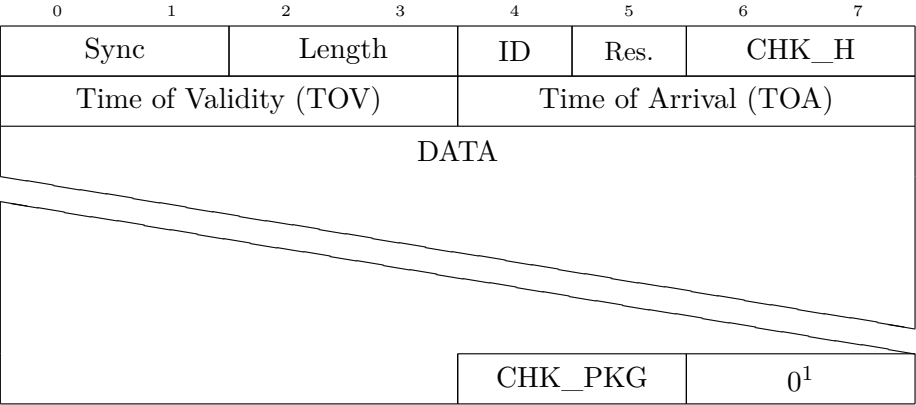 0 1 2 3 4 5 6 7
Sync Length ID Res. CHK_H
Time of Validity (TOV) Time of Arrival (TOA)
DATA
CHK_PKG 0¹